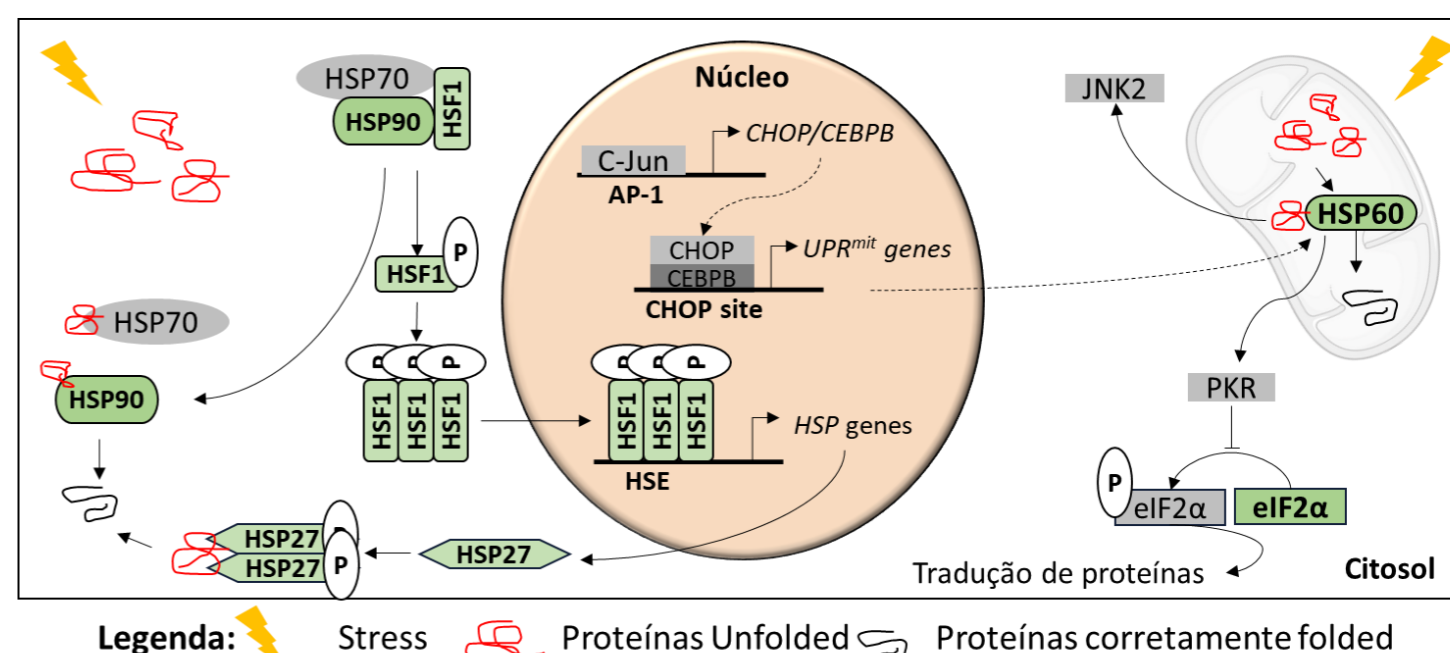 HSP70
HSP90
HSF1
P
HSF1
HSP70
HSP90
P
HSF1
HSF1
HSF1
HSP27
HSP27
P
HSP27
Núcleo
C-Jun
AP-1
CHOP/CEBPB
CHOP
CEBPB
CHOP site
UPRmit genes
P
HSF1
HSF1
HSF1
HSE
HSP genes
JNK2
HSP60
PKR
P
eIF2α
eIF2α
Tradução de proteínas
Citosol
Legenda: Stress Proteínas Unfolded Proteínas corretamente folded